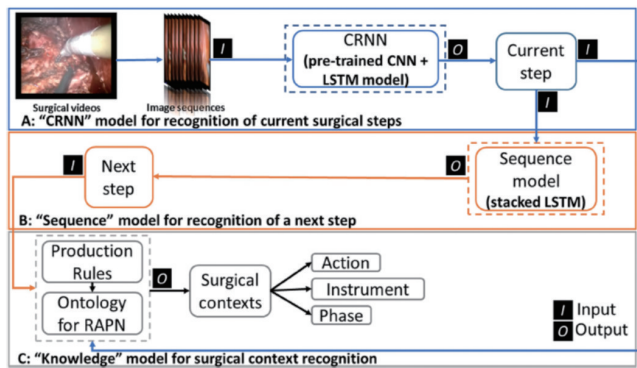 I
CRNN
(pre-trained CNN +
LSTM model)
O
Current
step
I
Surgical videos
Image sequences
I
A: "CRNN" model for recognition of current surgical steps
I
Next
step
O
Sequence
model
(stacked LSTM)
B: "Sequence" model for recognition of a next step
Production
Rules
Ontology
for RAPN
O
Surgical
contexts
Action
Instrument
Phase
I Input
O Output
C: "Knowledge" model for surgical context recognition